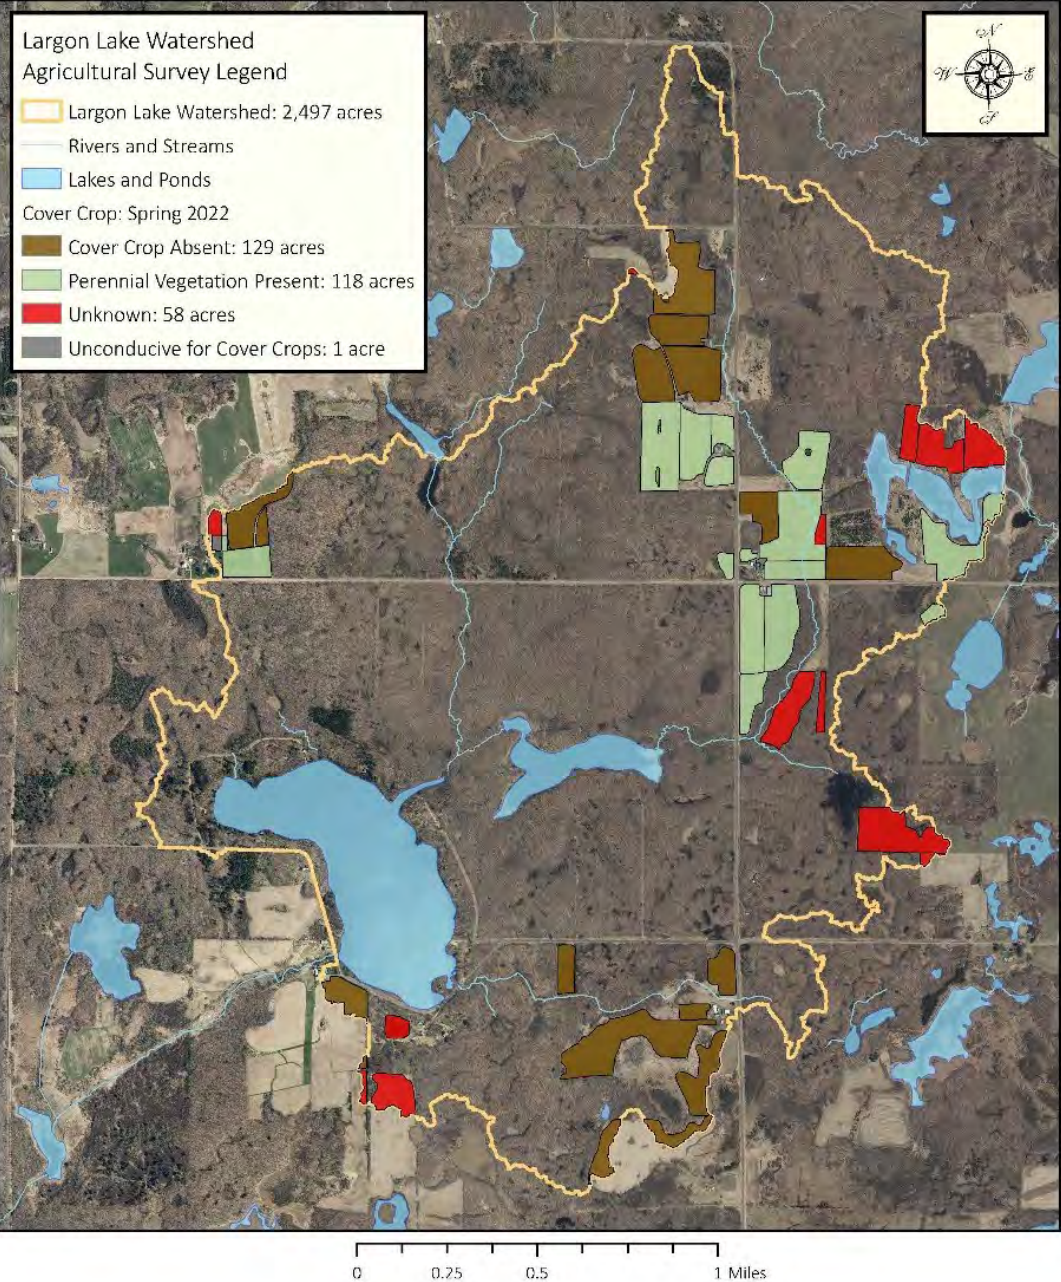 Largon Lake Watershed
Agricultural Survey Legend
Largon Lake Watershed: 2,497 acres
Rivers and Streams
Lakes and Ponds
Cover Crop: Spring 2022
Cover Crop Absent: 129 acres
Perennial Vegetation Present: 118 acres
Unknown: 58 acres
Unconducive for Cover Crops: 1 acre
N
W E
S
0 0.25 0.5 1 Miles